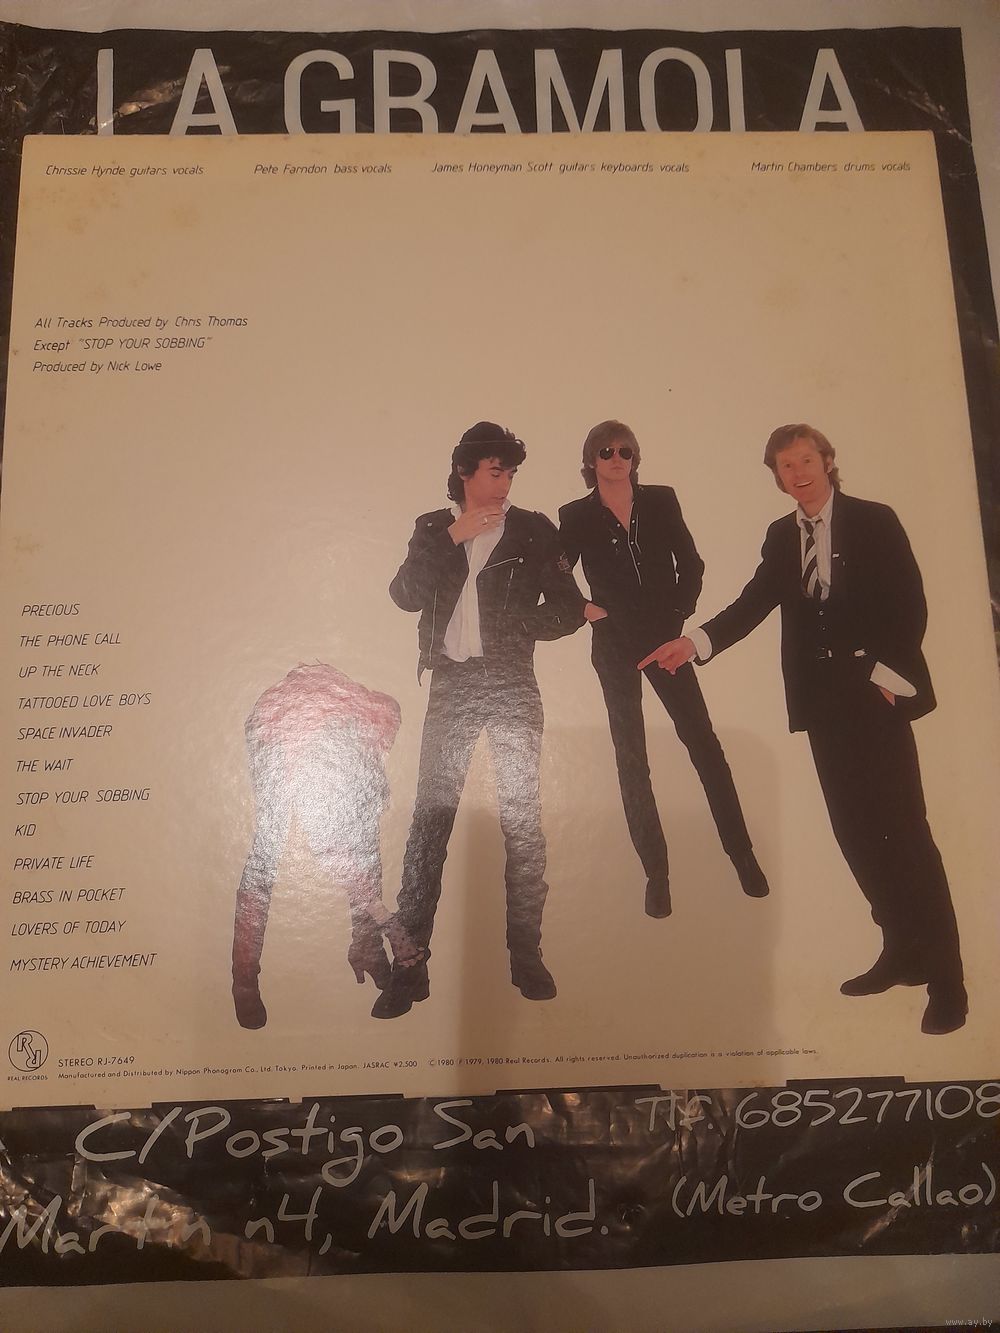 LA GRAMOLA
Chrissie Hynde guitars vocals
Pete Farndon bass vocals
James Honeyman Scott guitars keyboards vocals
Martin Chambers drums vocals
All Tracks Produced by Chris Thomas
Except "STOP YOUR SOBBING"
Produced by Nick Lowe
PRECIOUS
THE PHONE CALL
UP THE NECK
TATTOOED LOVE BOYS
SPACE INVADER
THE WAIT
STOP YOUR SOBBING
KID
PRIVATE LIFE
BRASS IN POCKET
LOVERS OF TODAY
MYSTERY ACHIEVEMENT
REAL RECORDS
STEREO RJ-7649
Manufactured and Distributed by Nippon Phonogram Co., Ltd. Tokyo. Printed in Japan. JASRAC ¥2,500 © 1980 ℗ 1979, 1980 Real Records. All rights reserved. Unauthorized duplication is a violation of applicable laws.
C/Postigo San
Martín n4, Madrid.
Tlf. 685277108
(Metro Callao)
www.ay.by